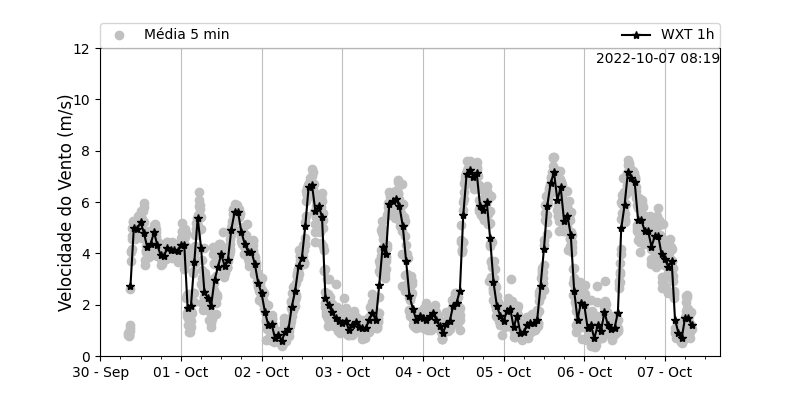 Média 5 min
WXT 1h
2022-10-07 08:19
Velocidade do Vento (m/s)
12
10
8
6
4
2
0
30 - Sep 01 - Oct 02 - Oct 03 - Oct 04 - Oct 05 - Oct 06 - Oct 07 - Oct